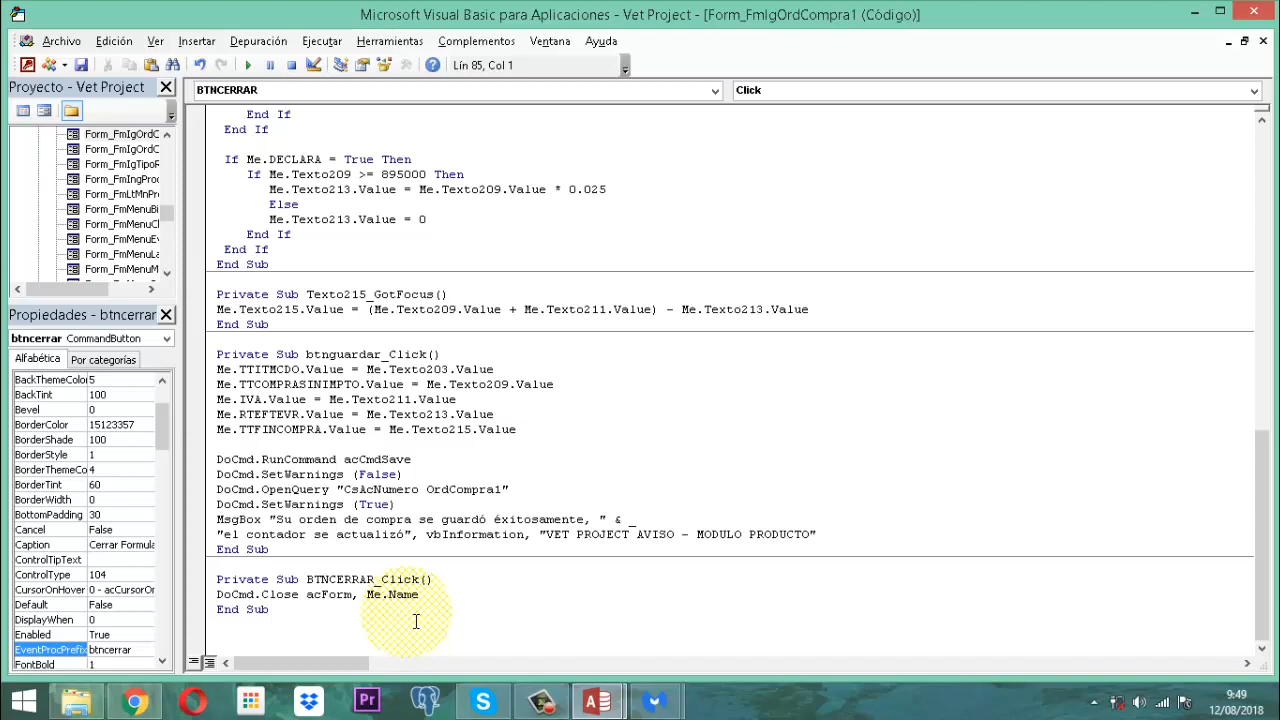 Microsoft Visual Basic para Aplicaciones - Vet Project - [Form_FmIgOrdCompra1 (Código)]
Archivo Edición Ver Insertar Formato Depuración Ejecutar Herramientas Complementos Ventana Ayuda
Lín 85, Col 1
Proyecto - Vet Project
BTNCERRAR
Click
Form_FmIgOrdC
Form_FmIgOrdC
Form_FmIgTipoR
Form_FmIngProc
Form_FmLtMnPr
Form_FmMenuBi
Form_FmMenuCl
Form_FmMenuEv
Form_FmMenuLa
Form_FmMenuM
Propiedades - btncerrar
btncerrar CommandButton
Alfabética Por categorías
BackThemeColor 5
BackTint 100
Bevel 0
BorderColor 15123357
BorderShade 100
BorderStyle 1
BorderThemeCo 4
BorderTint 60
BorderWidth 0
BottomPadding 30
Cancel False
Caption Cerrar Formula
ControlTipText
ControlType 104
CursorOnHover 0 - acCursorOn
Default False
DisplayWhen 0
Enabled True
EventProcPrefix btncerrar
FontBold 1
End If
End If
If Me.DECLARA = True Then
If Me.Texto209 >= 895000 Then
Me.Texto213.Value = Me.Texto209.Value * 0.025
Else
Me.Texto213.Value = 0
End If
End If
End Sub
Private Sub Texto215_GotFocus()
Me.Texto215.Value = (Me.Texto209.Value + Me.Texto211.Value) - Me.Texto213.Value
End Sub
Private Sub btnguardar_Click()
Me.TTITMCDO.Value = Me.Texto203.Value
Me.TTCOMPRASINIMPTO.Value = Me.Texto209.Value
Me.IVA.Value = Me.Texto211.Value
Me.RTEFTEVR.Value = Me.Texto213.Value
Me.TTFINCOMPRA.Value = Me.Texto215.Value
DoCmd.RunCommand acCmdSave
DoCmd.SetWarnings (False)
DoCmd.OpenQuery "CsAcNumero OrdCompra1"
DoCmd.SetWarnings (True)
MsgBox "Su orden de compra se guardó éxitosamente, " & _
"el contador se actualizó", vbInformation, "VET PROJECT AVISO - MODULO PRODUCTO"
End Sub
Private Sub BTNCERRAR_Click()
DoCmd.Close acForm, Me.Name
End Sub
Pr
9:49
12/08/2018